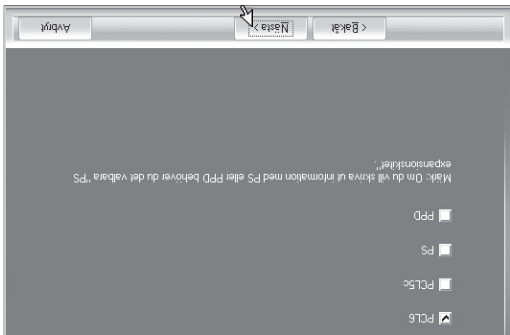 PCL6
PCL5c
PS
PPD
Märk: Om du vill skriva ut information med PS eller PPD behöver du det valbara "PS
expansionskitet".
< Bakåt
Nästa >
Avbryt